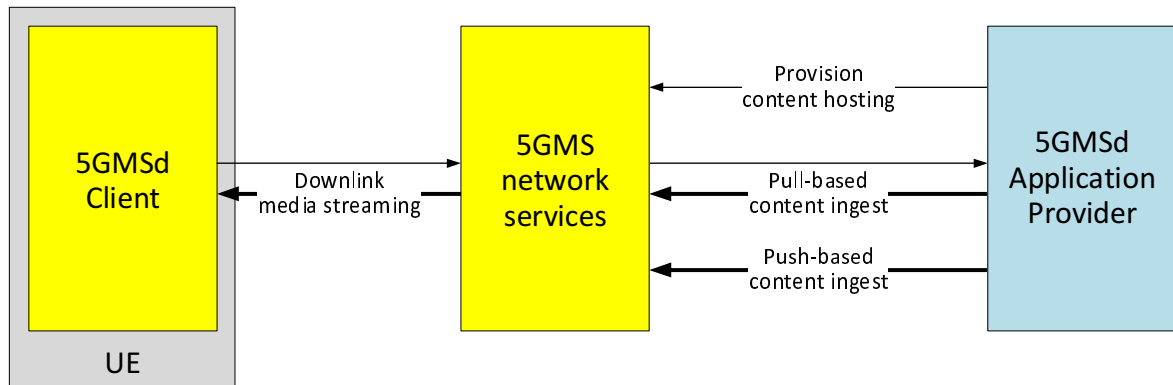 5GMSd
Client
UE
Downlink
media streaming
5GMS
network
services
Provision
content hosting
Pull-based
content ingest
Push-based
content ingest
5GMSd
Application
Provider